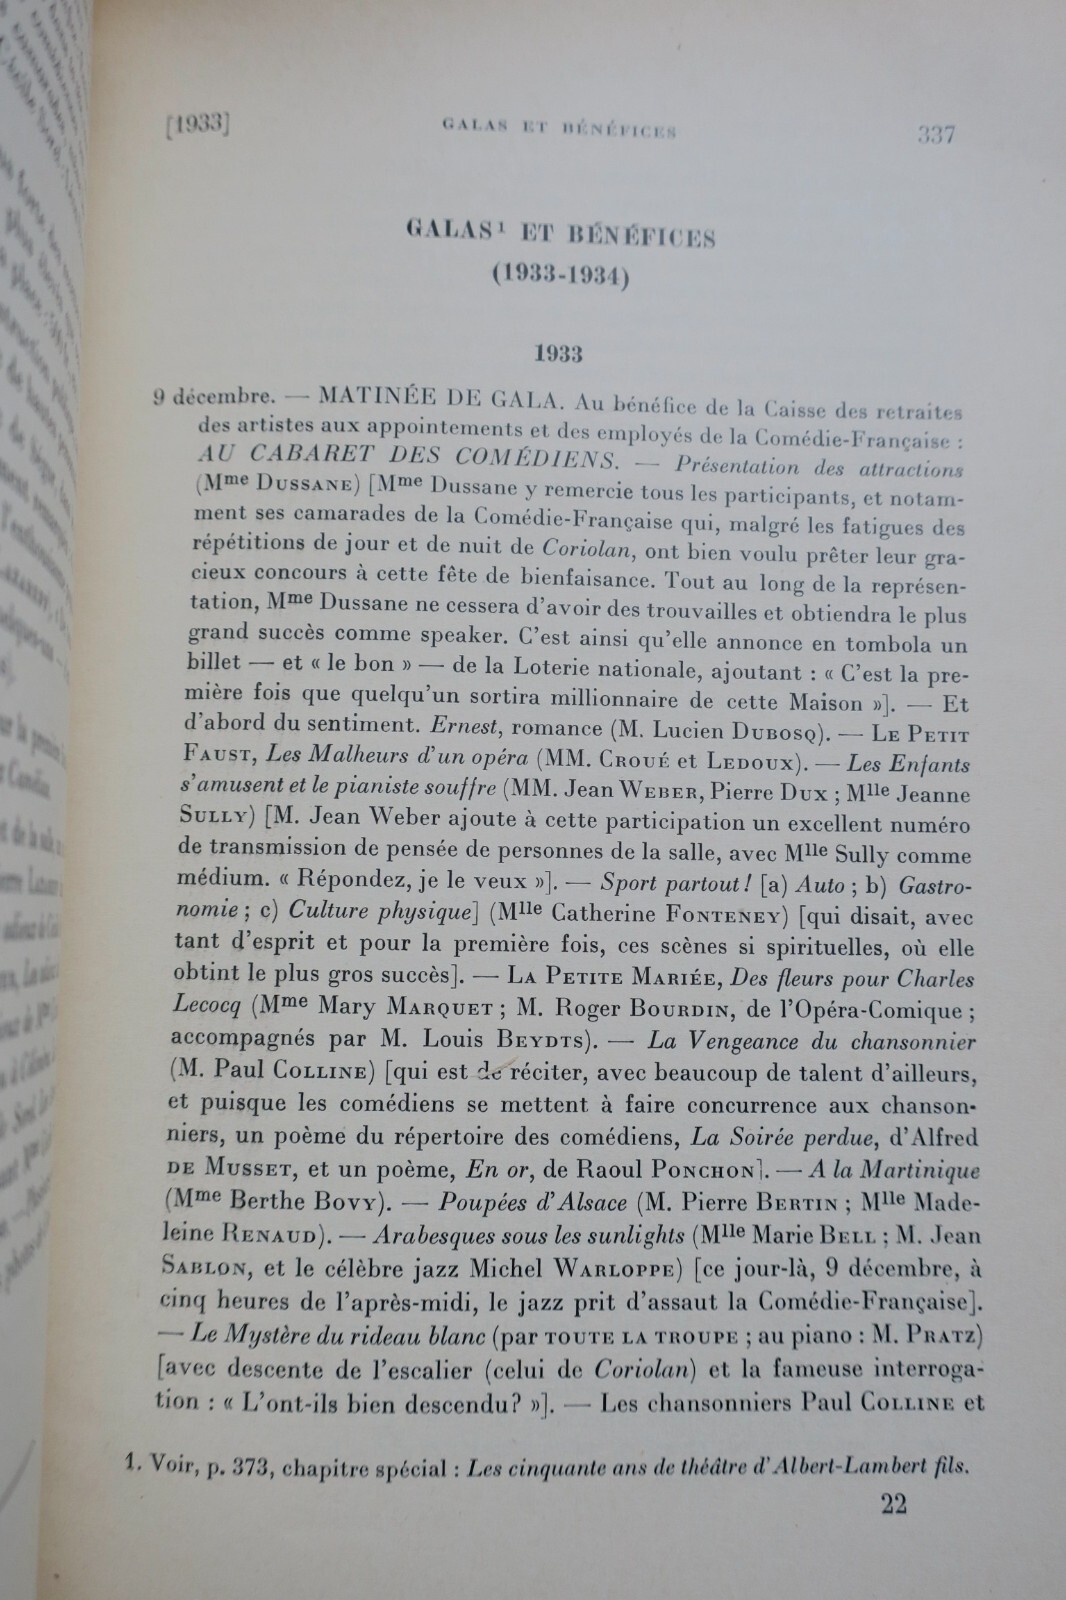 [1933]
GALAS ET BÉNÉFICES
337
GALAS¹ ET BÉNÉFICES
(1933-1934)
1933
9 décembre. — MATINÉE DE GALA. Au bénéfice de la Caisse des retraites
des artistes aux appointements et des employés de la Comédie-Française :
AU CABARET DES COMÉDIENS. — Présentation des attractions
(Mme DUSSANE) [Mme Dussane y remercie tous les participants, et notam-
ment ses camarades de la Comédie-Française qui, malgré les fatigues des
répétitions de jour et de nuit de Coriolan, ont bien voulu prêter leur gra-
cieux concours à cette fête de bienfaisance. Tout au long de la représen-
tation, Mme Dussane ne cessera d'avoir des trouvailles et obtiendra le plus
grand succès comme speaker. C'est ainsi qu'elle annonce en tombola un
billet — et « le bon » — de la Loterie nationale, ajoutant : « C'est la pre-
mière fois que quelqu'un sortira millionnaire de cette Maison »]. — Et
d'abord du sentiment. Ernest, romance (M. Lucien DUBOSQ). — LE PETIT
FAUST, Les Malheurs d'un opéra (MM. CROUÉ et LEDOUX). — Les Enfants
s'amusent et le pianiste souffre (MM. Jean WEBER, Pierre DUX ; Mlle Jeanne
SULLY) [M. Jean Weber ajoute à cette participation un excellent numéro
de transmission de pensée de personnes de la salle, avec Mlle Sully comme
médium. « Répondez, je le veux »]. — Sport partout ! [a) Auto ; b) Gastro-
nomie ; c) Culture physique] (Mlle Catherine FONTENEY) [qui disait, avec
tant d'esprit et pour la première fois, ces scènes si spirituelles, où elle
obtint le plus gros succès]. — LA PETITE MARIÉE, Des fleurs pour Charles
Lecocq (Mme Mary MARQUET ; M. Roger BOURDIN, de l'Opéra-Comique ;
accompagnés par M. Louis BEYDTS). — La Vengeance du chansonnier
(M. Paul COLLINE) [qui est de réciter, avec beaucoup de talent d'ailleurs,
et puisque les comédiens se mettent à faire concurrence aux chanson-
niers, un poème du répertoire des comédiens, La Soirée perdue, d'Alfred
DE MUSSET, et un poème, En or, de Raoul PONCHON]. — A la Martinique
(Mme Berthe BOVY). — Poupées d'Alsace (M. Pierre BERTIN ; Mlle Made-
leine RENAUD). — Arabesques sous les sunlights (Mlle Marie BELL ; M. Jean
SABLON, et le célèbre jazz Michel WARLOPPE) [ce jour-là, 9 décembre, à
cinq heures de l'après-midi, le jazz prit d'assaut la Comédie-Française].
— Le Mystère du rideau blanc (par TOUTE LA TROUPE ; au piano : M. PRATZ)
[avec descente de l'escalier (celui de Coriolan) et la fameuse interroga-
tion : « L'ont-ils bien descendu ? »]. — Les chansonniers Paul COLLINE et
1. Voir, p. 373, chapitre spécial : Les cinquante ans de théâtre d'Albert-Lambert fils.
22